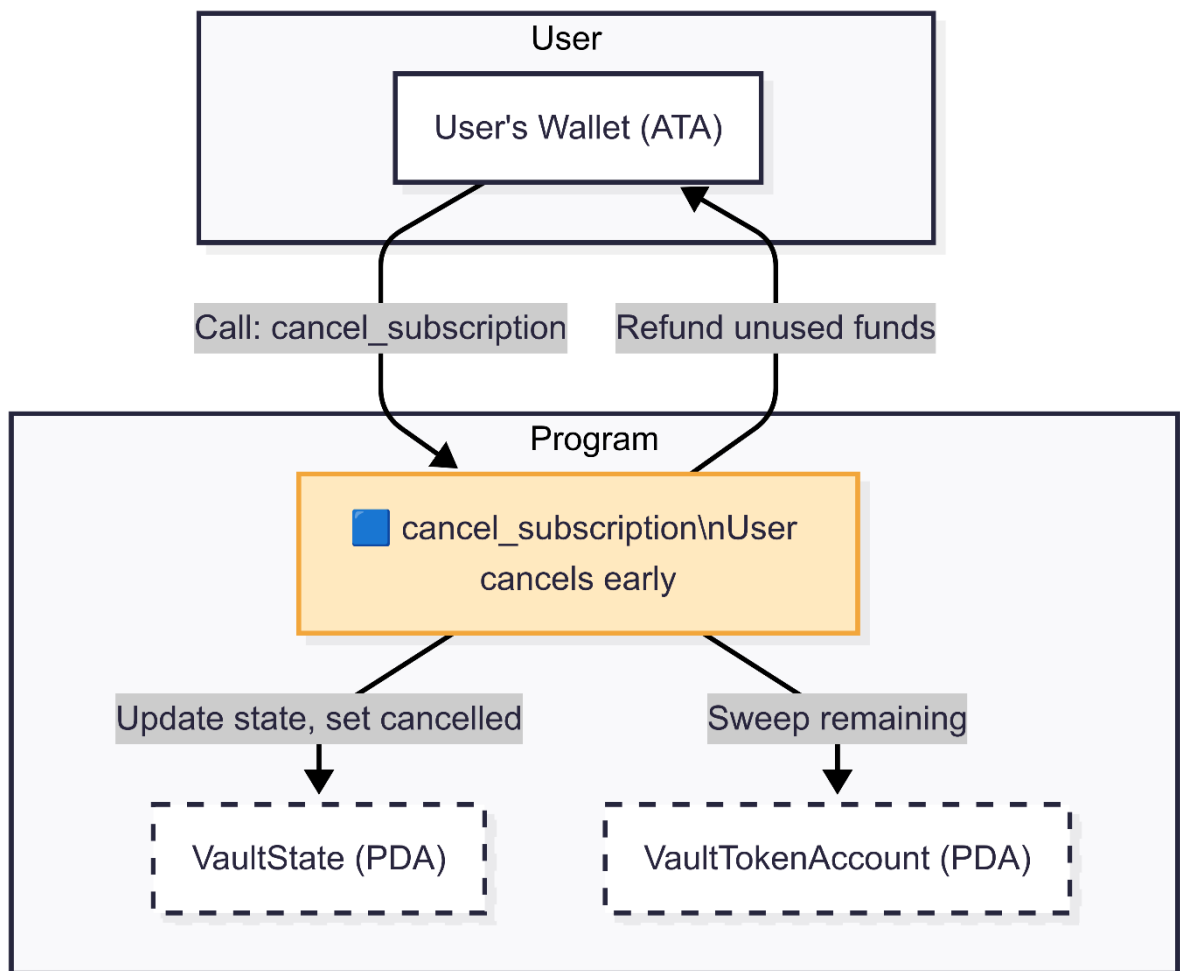 User
User's Wallet (ATA)
Call: cancel_subscription
Refund unused funds
Program
cancel_subscription\nUser
cancels early
Update state, set cancelled
Sweep remaining
VaultState (PDA)
VaultTokenAccount (PDA)